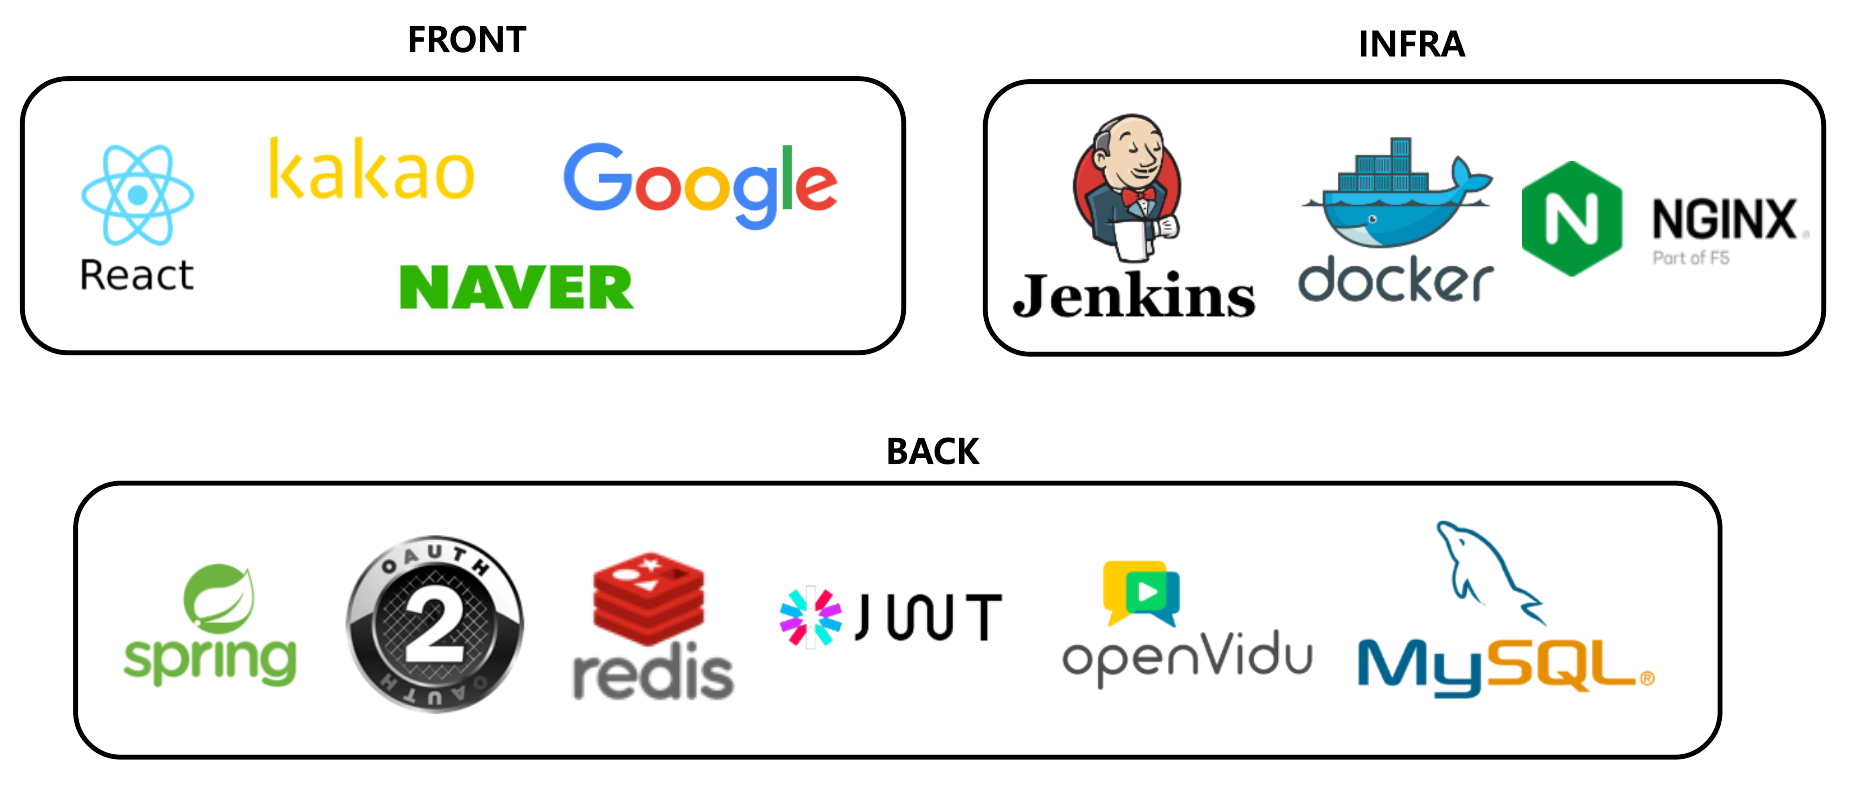 FRONT
React
kakao
Google
NAVER
INFRA
Jenkins
docker
N
NGINX
Part of F5
BACK
spring
OAUTH
2
OAUTH
redis
JWT
openVidu
MySQL®